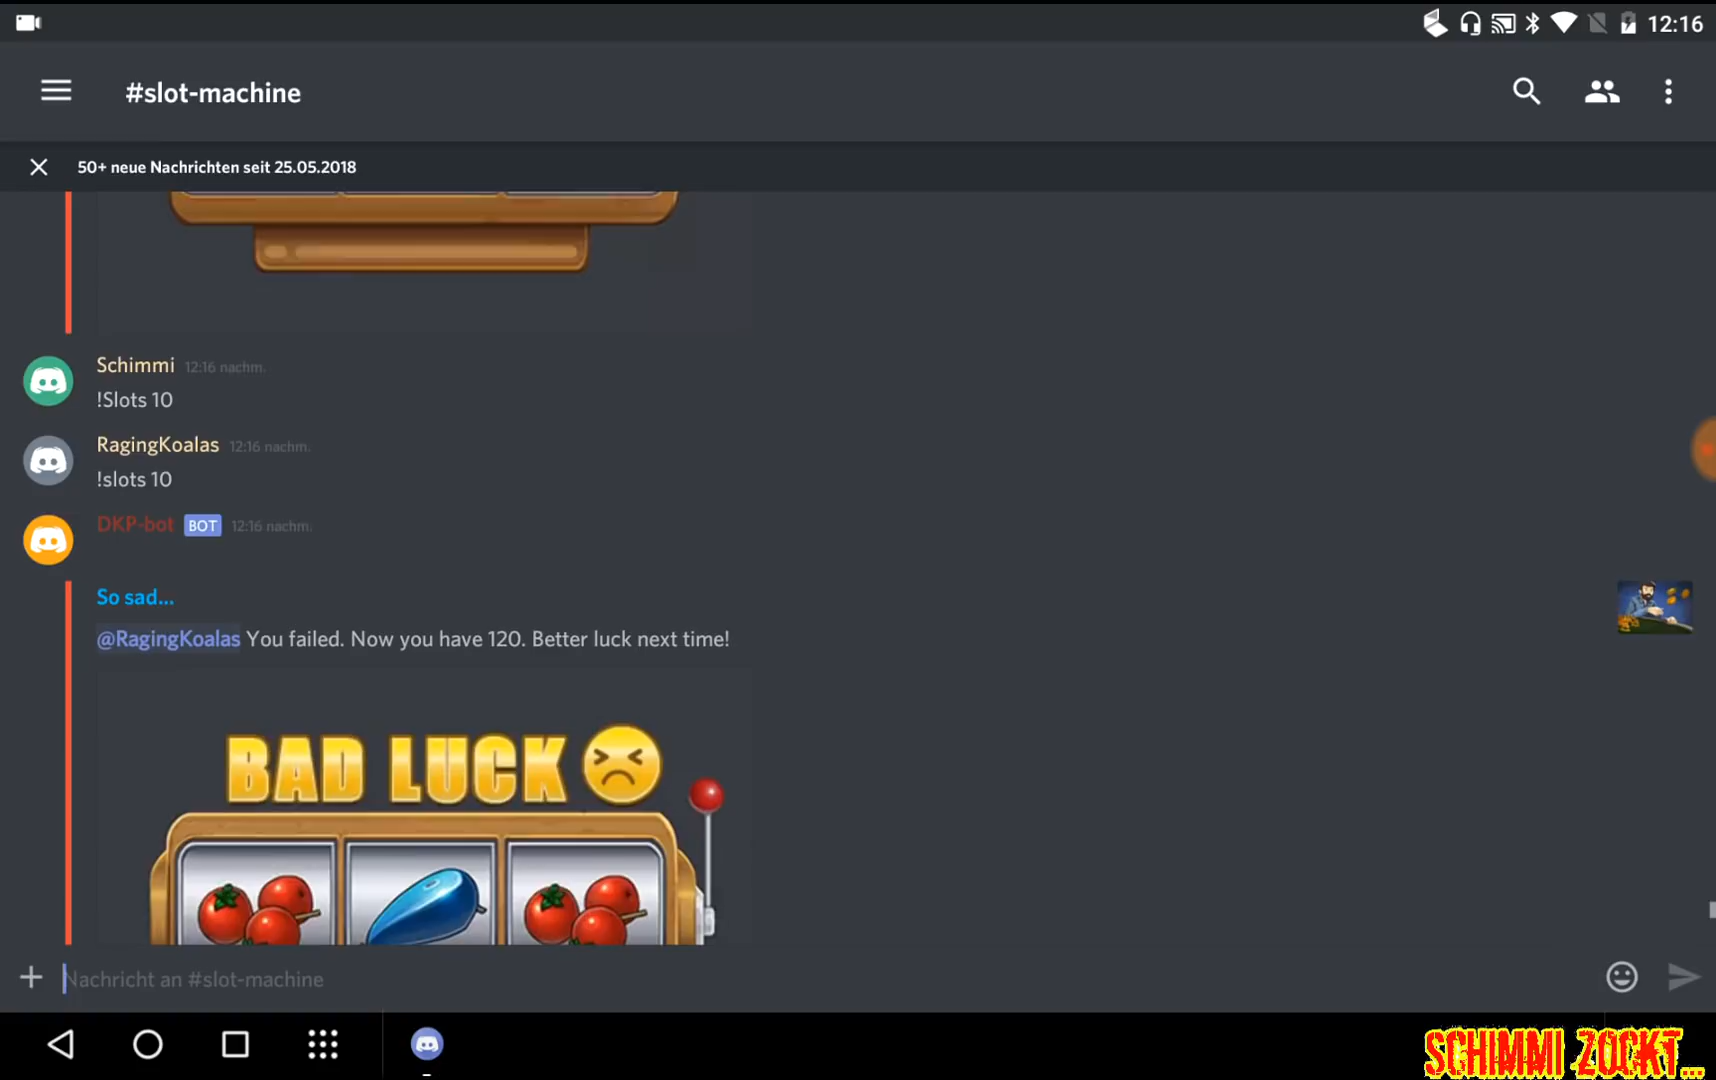 12:16
#slot-machine
50+ neue Nachrichten seit 25.05.2018
Schimmi 12:16 nachm.
!Slots 10
RagingKoalas 12:16 nachm.
!slots 10
DKP-bot BOT 12:16 nachm.
So sad...
@RagingKoalas You failed. Now you have 120. Better luck next time!
BAD LUCK
Nachricht an #slot-machine
SCHIMMI ZOCKT...